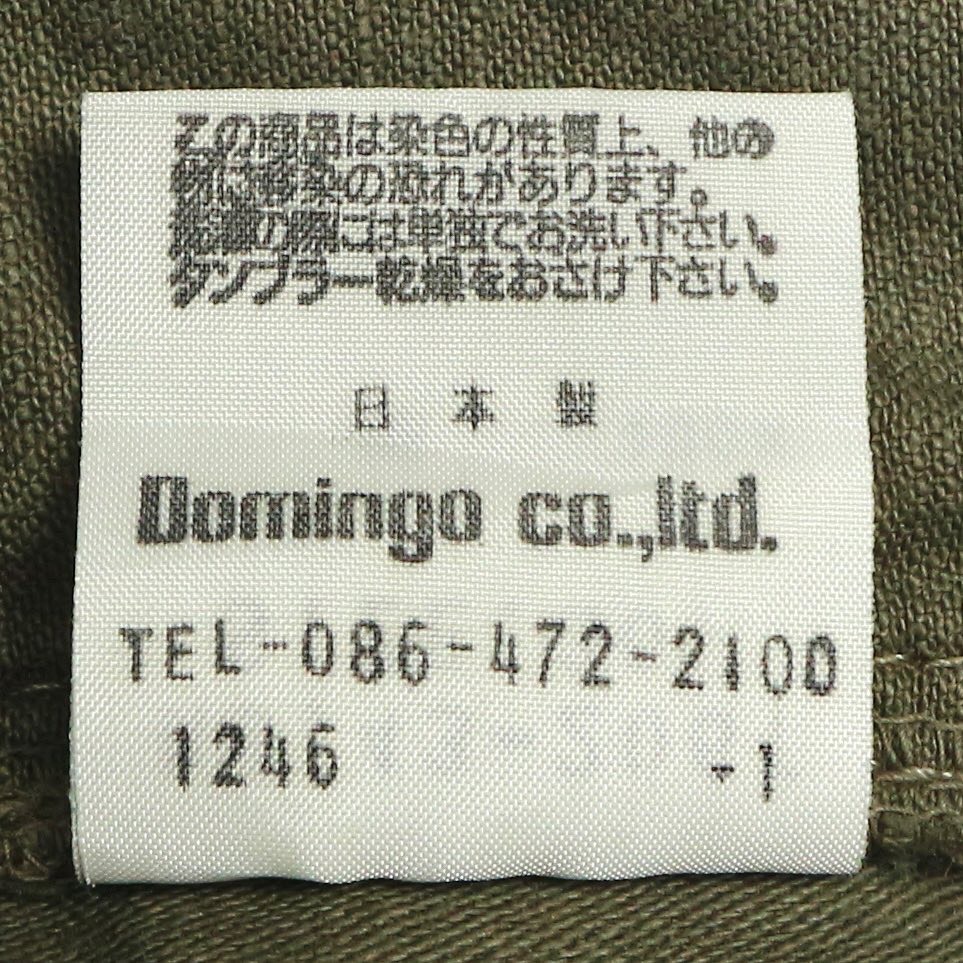 この商品は染色の性質上、他の
物に移染の恐れがあります。
洗濯の際には単独でお洗い下さい。
タンブラー乾燥をおさけ下さい。
日本製
Domingo co.,ltd.
TEL-086-472-2100
1246 -1